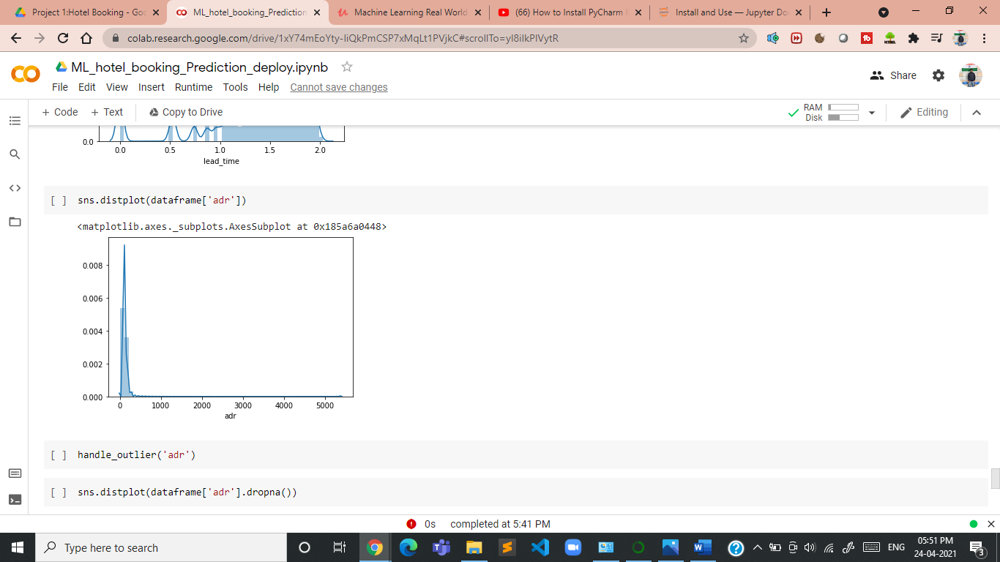 Project 1:Hotel Booking - Goo
ML_hotel_booking_Prediction
Machine Learning Real World
(66) How to Install PyCharm I
Install and Use — Jupyter Do
colab.research.google.com/drive/1xY74mEoYty-IiQkPmCSP7xMqLt1PVjkC#scrollTo=yI8iIkPIVytR
ML_hotel_booking_Prediction_deploy.ipynb
Share
File Edit View Insert Runtime Tools Help Cannot save changes
+ Code + Text Copy to Drive
RAM
Disk
Editing
0.0
0.0 0.5 1.0 1.5 2.0
lead_time
[ ] sns.distplot(dataframe['adr'])
<matplotlib.axes._subplots.AxesSubplot at 0x185a6a0448>
0.008
0.006
0.004
0.002
0.000
0 1000 2000 3000 4000 5000
adr
[ ] handle_outlier('adr')
[ ] sns.distplot(dataframe['adr'].dropna())
0s completed at 5:41 PM
Type here to search
ENG
05:51 PM
24-04-2021
3